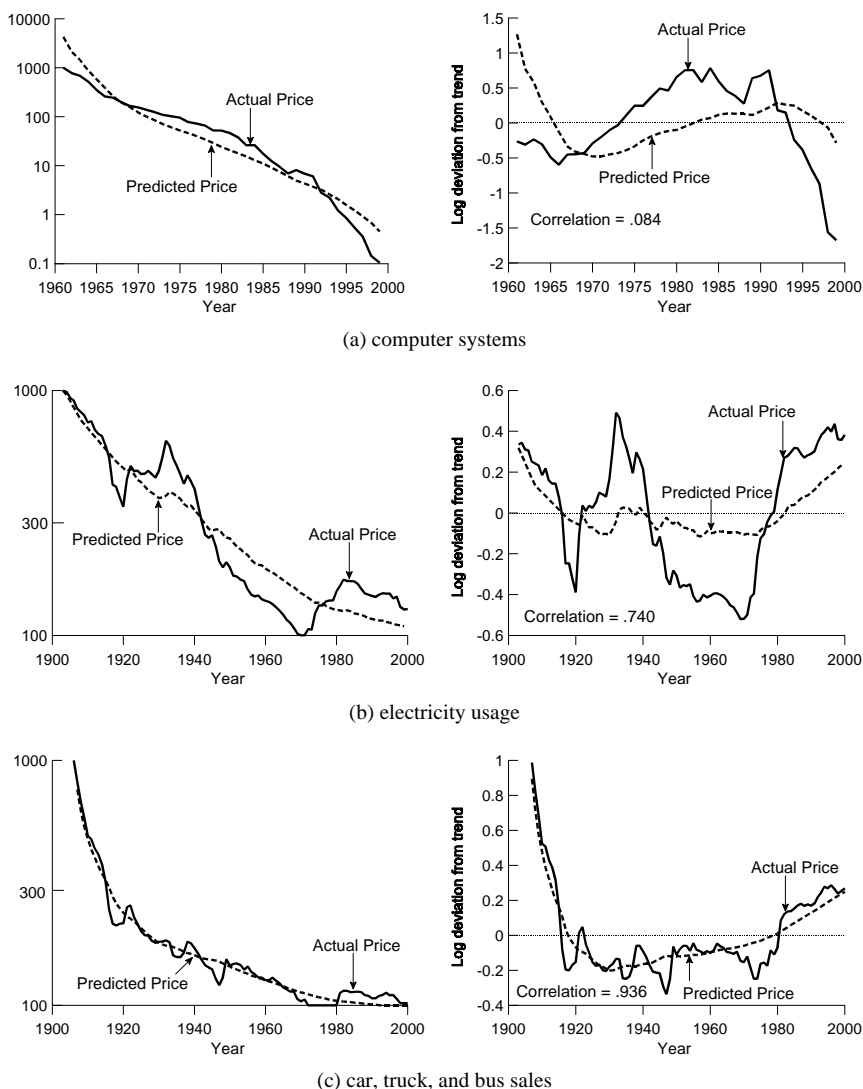 10000
1000
100
10
1
0.1
1960 1965 1970 1975 1980 1985 1990 1995 2000
Year
Actual Price
Predicted Price
1.5
1
0.5
0
-0.5
-1
-1.5
-2
1960 1965 1970 1975 1980 1985 1990 1995 2000
Year
Log deviation from trend
Actual Price
Predicted Price
Correlation = .084
(a) computer systems
1000
300
100
1900 1920 1940 1960 1980 2000
Year
Predicted Price
Actual Price
0.6
0.4
0.2
0
-0.2
-0.4
-0.6
1900 1920 1940 1960 1980 2000
Year
Log deviation from trend
Actual Price
Predicted Price
Correlation = .740
(b) electricity usage
1000
300
100
1900 1920 1940 1960 1980 2000
Year
Predicted Price
Actual Price
1
0.8
0.6
0.4
0.2
0
-0.2
-0.4
1900 1920 1940 1960 1980 2000
Year
Log deviation from trend
Actual Price
Predicted Price
Correlation = .936
(c) car, truck, and bus sales